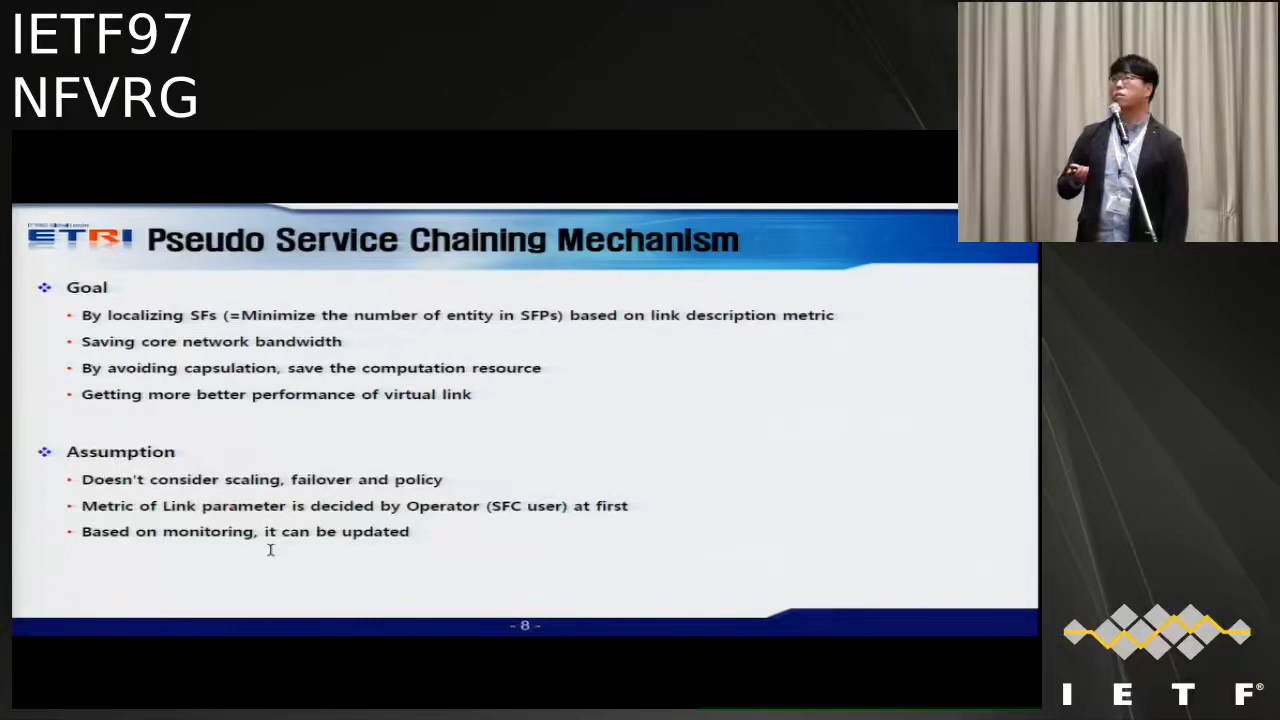 IETF97
NFVRG
ETRI
Pseudo Service Chaining Mechanism
Goal
By localizing SFs (=Minimize the number of entity in SFPs) based on link description metric
Saving core network bandwidth
By avoiding capsulation, save the computation resource
Getting more better performance of virtual link
Assumption
Doesn't consider scaling, failover and policy
Metric of Link parameter is decided by Operator (SFC user) at first
Based on monitoring, it can be updated
- 8 -
I E T F®